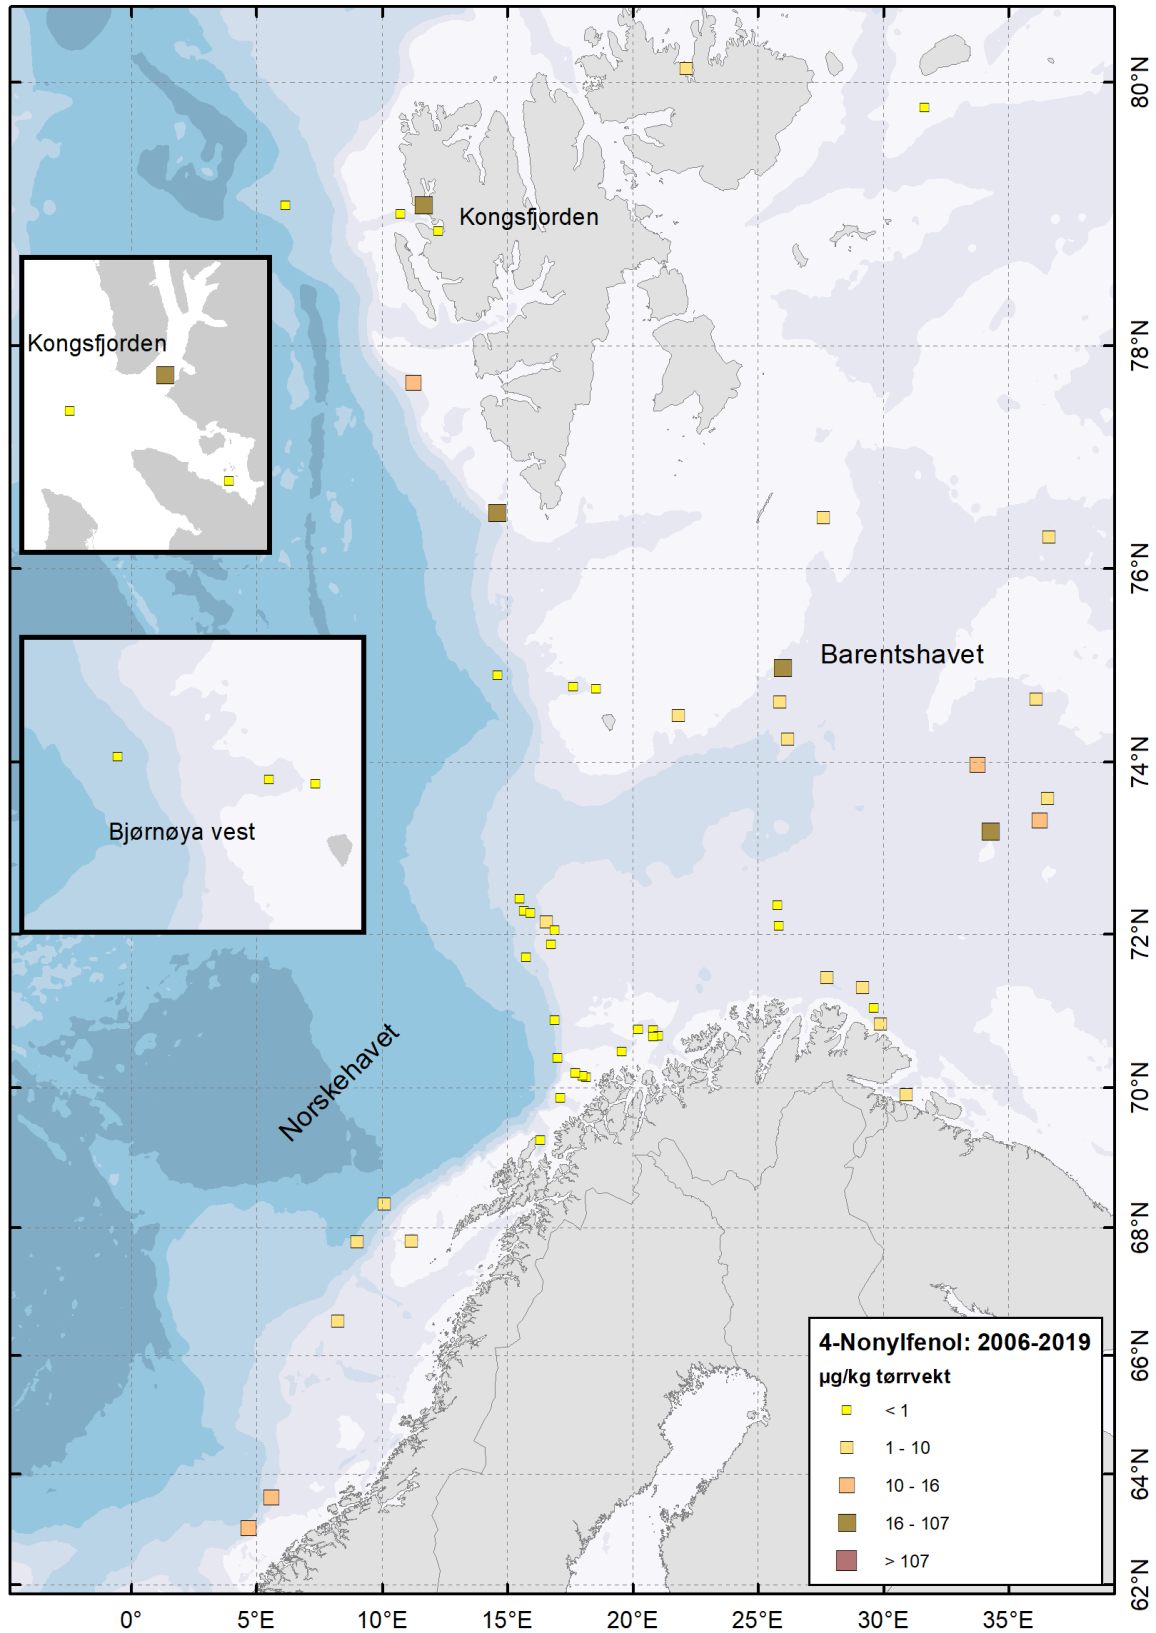 80°N
Kongsfjorden
Kongsfjorden
78°N
76°N
Barentshavet
74°N
Bjørnøya vest
72°N
Norskehavet
70°N
68°N
66°N
4-Nonylfenol: 2006-2019
µg/kg tørrvekt
< 1
1 - 10
10 - 16
16 - 107
> 107
64°N
62°N
0° 5°E 10°E 15°E 20°E 25°E 30°E 35°E